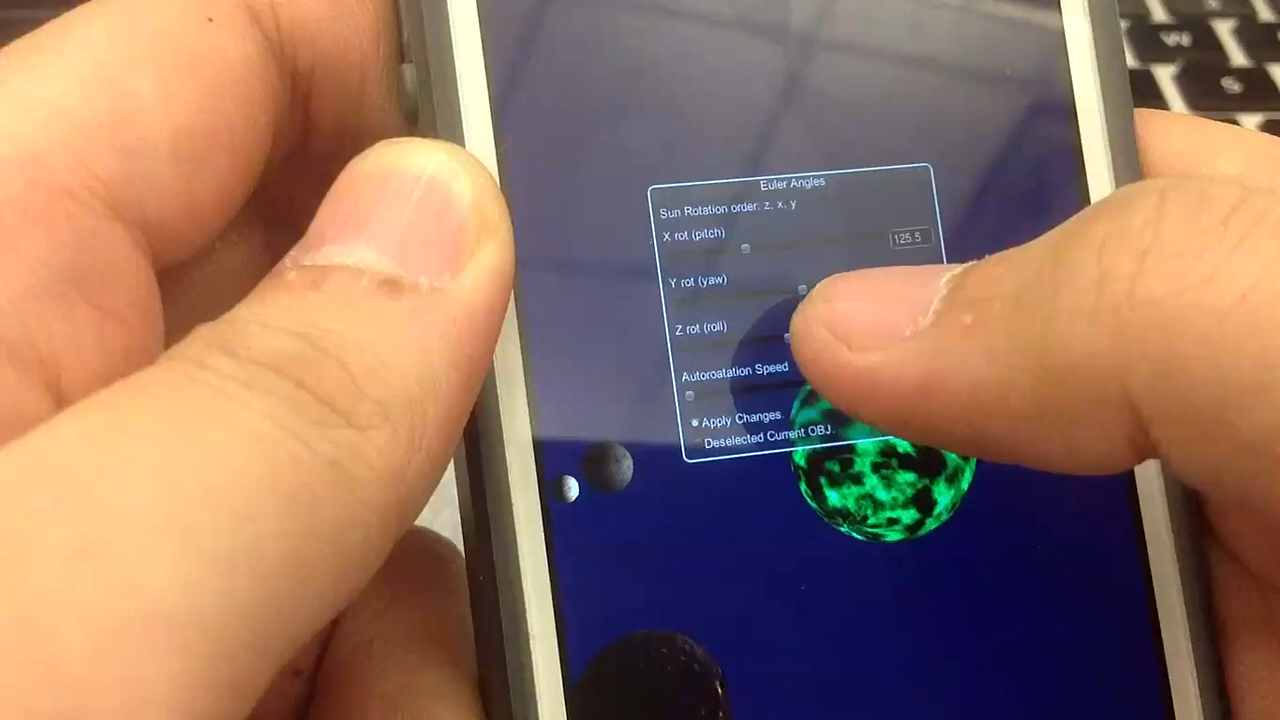 W
S
Euler Angles
Sun Rotation order: z, x, y
X rot (pitch)
125.5
Y rot (yaw)
Z rot (roll)
Autoroatation Speed
Apply Changes.
Deselected Current OBJ.